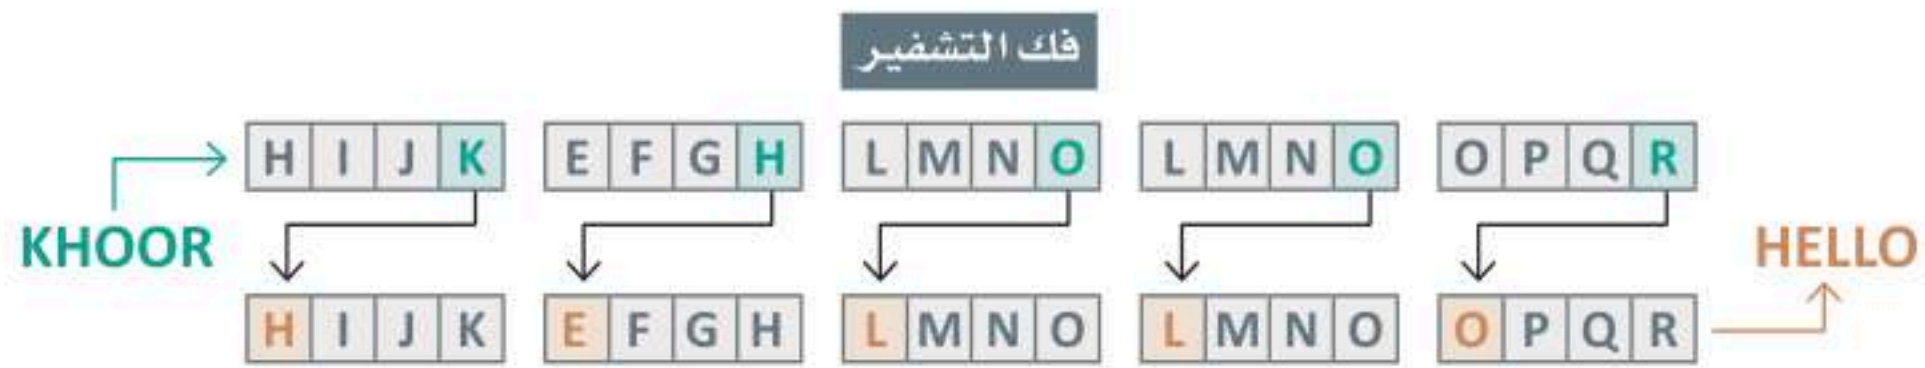 فك التشفير
H I J K E F G H L M N O L M N O O P Q R
KHOOR
HELLO
H I J K E F G H L M N O L M N O O P Q R